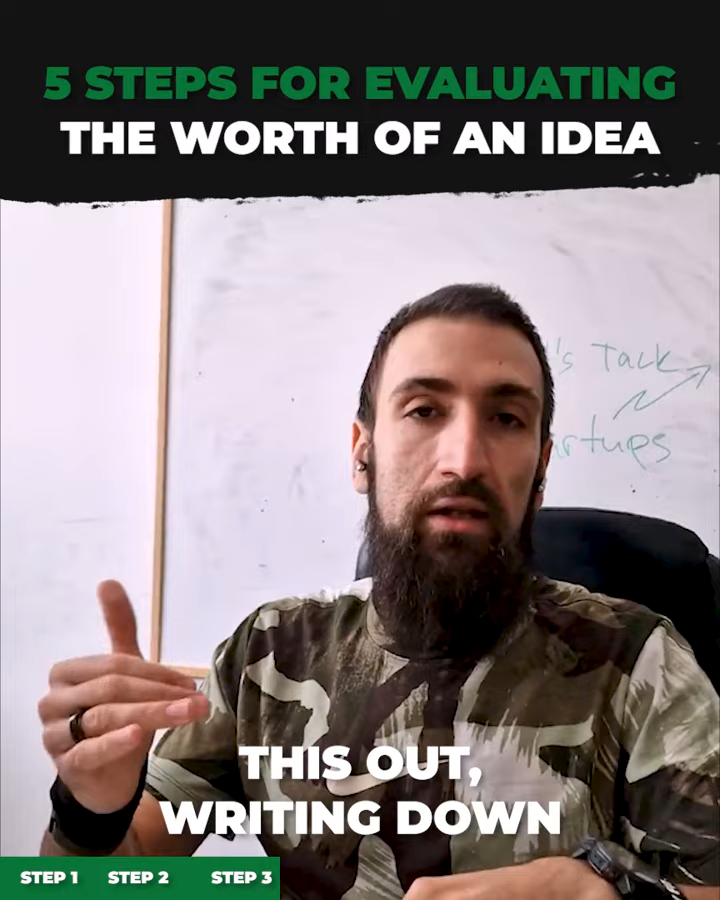 5 STEPS FOR EVALUATING
THE WORTH OF AN IDEA
's Talk
rtups
THIS OUT,
WRITING DOWN
STEP 1 STEP 2 STEP 3